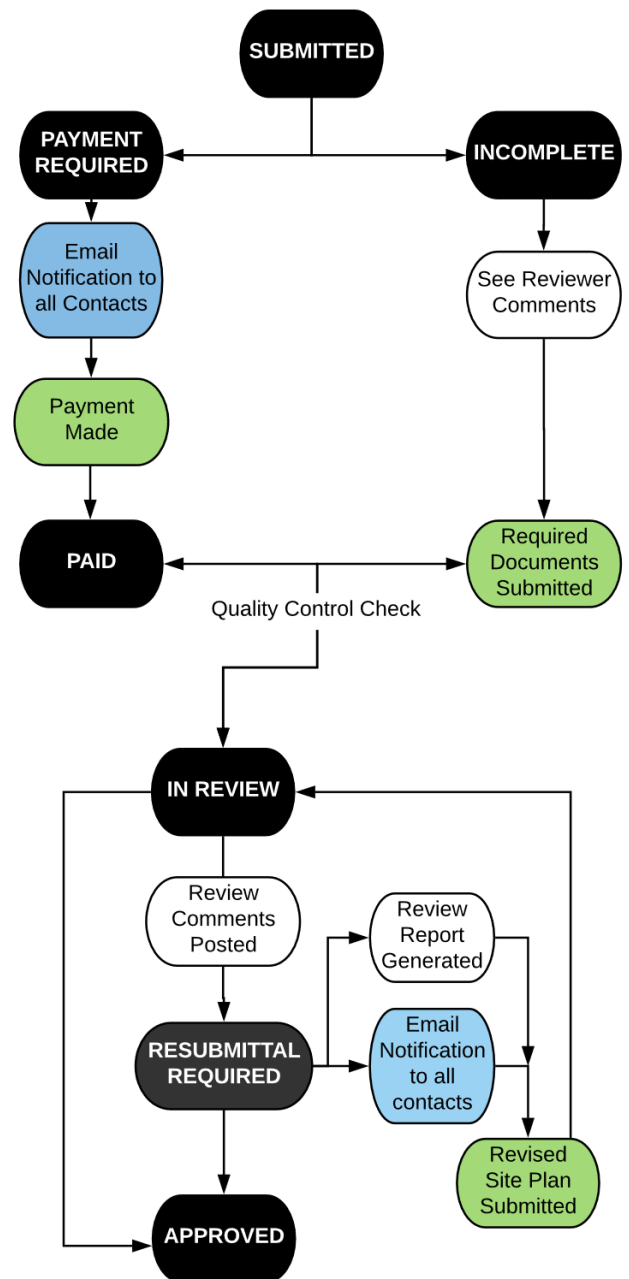 SUBMITTED
PAYMENT
REQUIRED
INCOMPLETE
Email
Notification to
all Contacts
See Reviewer
Comments
Payment
Made
PAID
Required
Documents
Submitted
Quality Control Check
IN REVIEW
Review
Comments
Posted
Review
Report
Generated
RESUBMITTAL
REQUIRED
Email
Notification
to all
contacts
Revised
Site Plan
Submitted
APPROVED